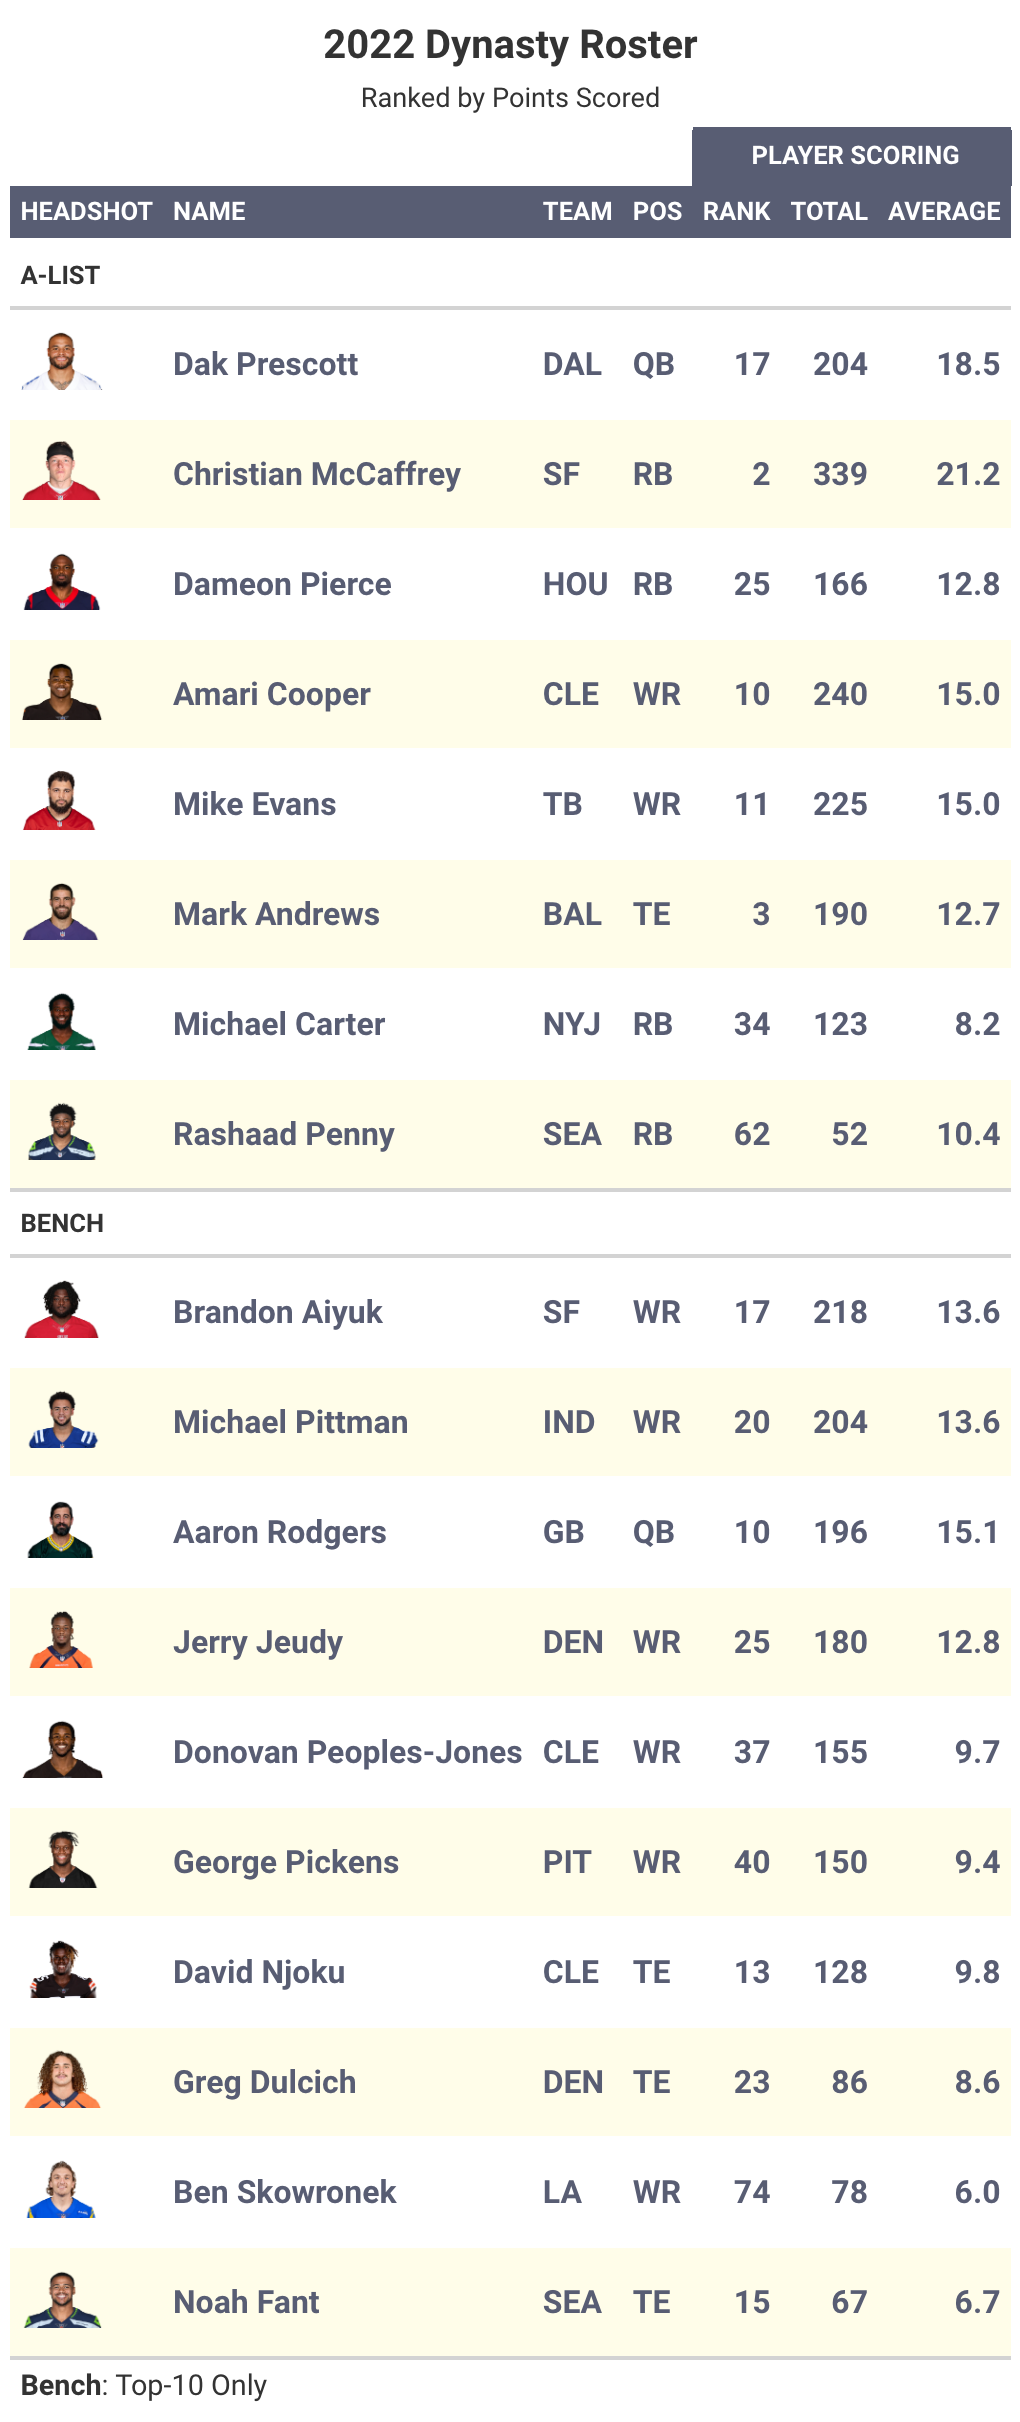 2022 Dynasty Roster
Ranked by Points Scored
PLAYER SCORING
HEADSHOT NAME TEAM POS RANK TOTAL AVERAGE
A-LIST
Dak Prescott DAL QB 17 204 18.5
Christian McCaffrey SF RB 2 339 21.2
Dameon Pierce HOU RB 25 166 12.8
Amari Cooper CLE WR 10 240 15.0
Mike Evans TB WR 11 225 15.0
Mark Andrews BAL TE 3 190 12.7
Michael Carter NYJ RB 34 123 8.2
Rashaad Penny SEA RB 62 52 10.4
BENCH
Brandon Aiyuk SF WR 17 218 13.6
Michael Pittman IND WR 20 204 13.6
Aaron Rodgers GB QB 10 196 15.1
Jerry Jeudy DEN WR 25 180 12.8
Donovan Peoples-Jones CLE WR 37 155 9.7
George Pickens PIT WR 40 150 9.4
David Njoku CLE TE 13 128 9.8
Greg Dulcich DEN TE 23 86 8.6
Ben Skowronek LA WR 74 78 6.0
Noah Fant SEA TE 15 67 6.7
Bench: Top-10 Only